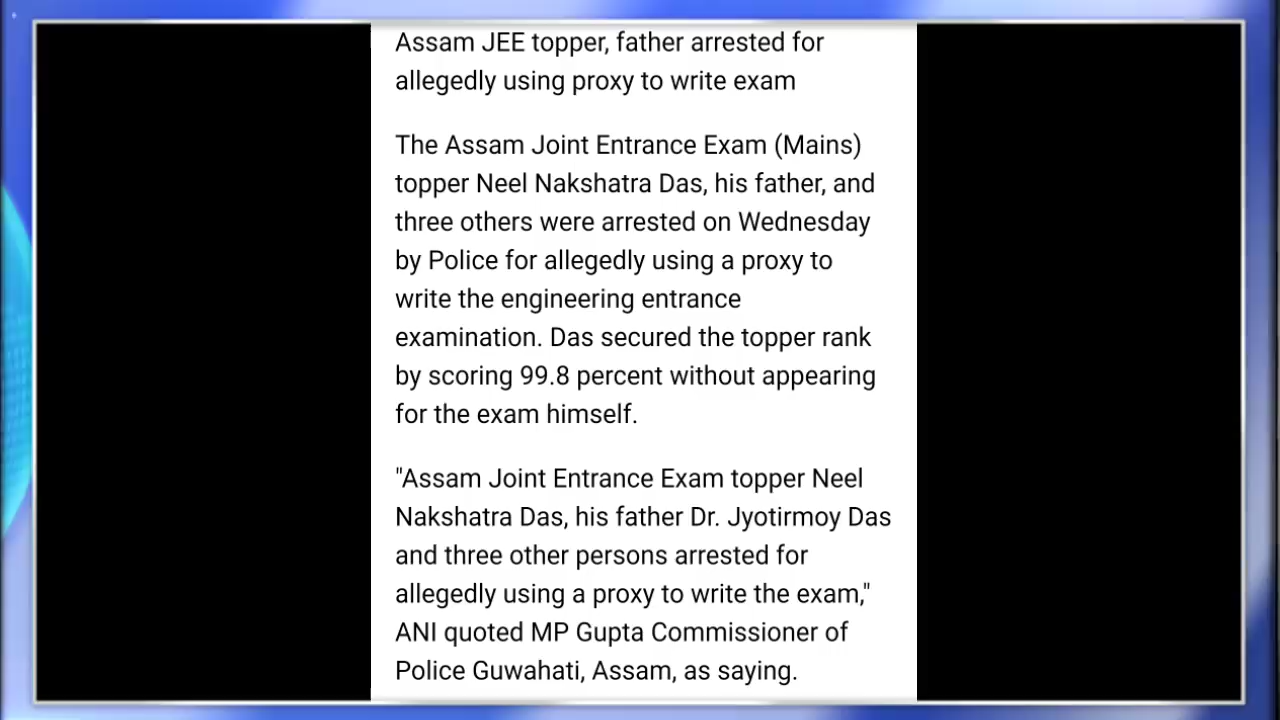 Assam JEE topper, father arrested for
allegedly using proxy to write exam
The Assam Joint Entrance Exam (Mains)
topper Neel Nakshatra Das, his father, and
three others were arrested on Wednesday
by Police for allegedly using a proxy to
write the engineering entrance
examination. Das secured the topper rank
by scoring 99.8 percent without appearing
for the exam himself.
"Assam Joint Entrance Exam topper Neel
Nakshatra Das, his father Dr. Jyotirmoy Das
and three other persons arrested for
allegedly using a proxy to write the exam,"
ANI quoted MP Gupta Commissioner of
Police Guwahati, Assam, as saying.